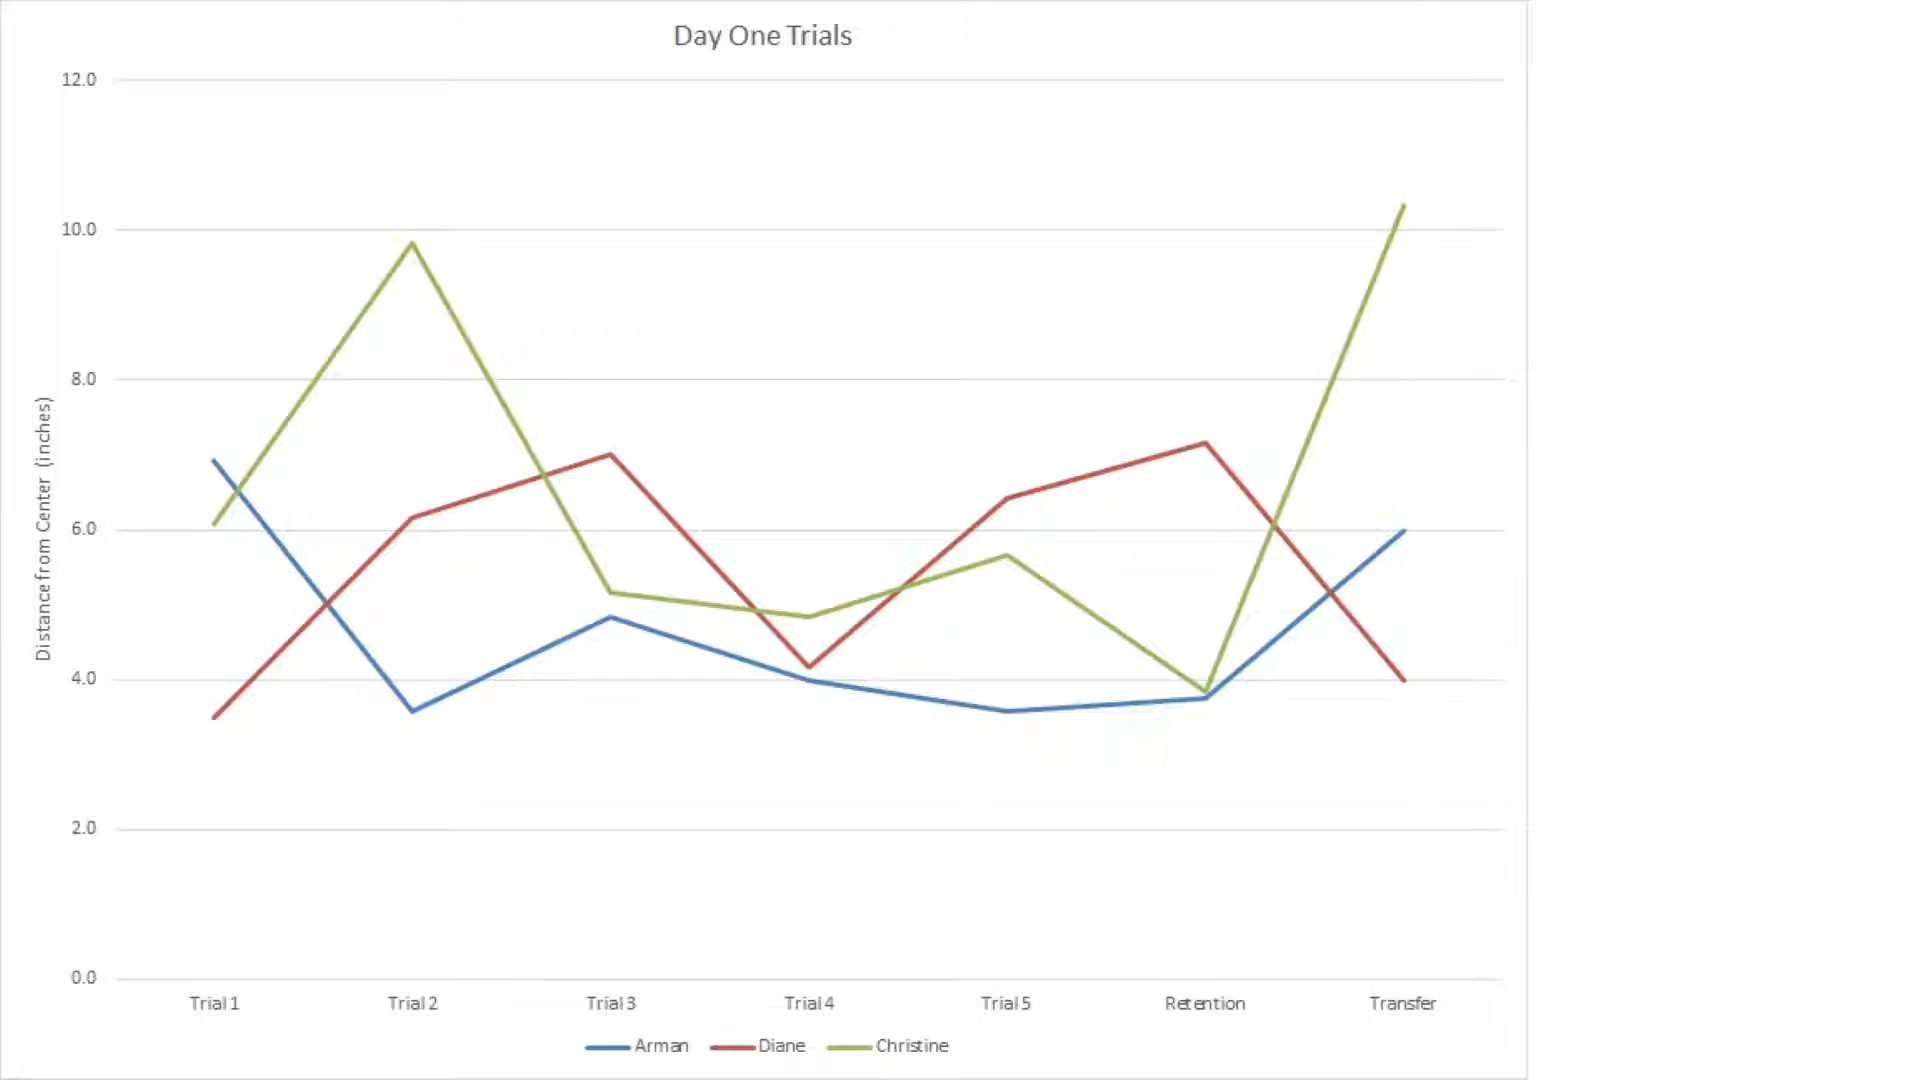 Day One Trials
12.0
10.0
8.0
6.0
4.0
2.0
0.0
Distance from Center (inches)
Trial 1 Trial 2 Trial 3 Trial 4 Trial 5 Retention Transfer
Arman Diane Christine